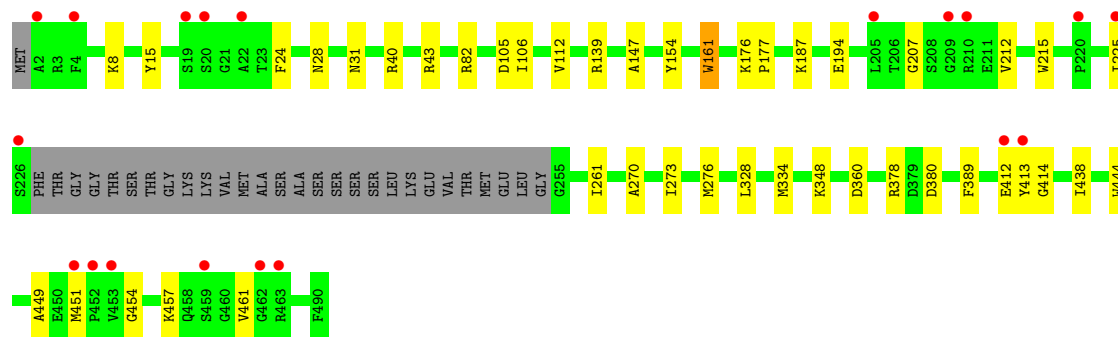 MET A2 R3 F4 K8 Y15 S19 S20 G21 A22 T23 F24 N28 N31 R40 R43 R82 D105 I106 V112 R139 A147 Y154 W161 K176 P177 K187 E194 L205 T206 G207 S208 G209 R210 E211 V212 W215 P220 I225
S226 PHE THR GLY GLY THR SER THR GLY LYS LYS VAL MET ALA SER ALA SER SER SER SER LEU LYS GLU VAL THR MET GLU LEU GLY G255 I261 A270 I273 M276 L328 M334 K348 D360 R378 D379 D380 F389 E412 Y413 G414 I438 W444
A449 E450 M451 P452 V453 G454 K457 Q458 S459 G460 V461 G462 R463 F490